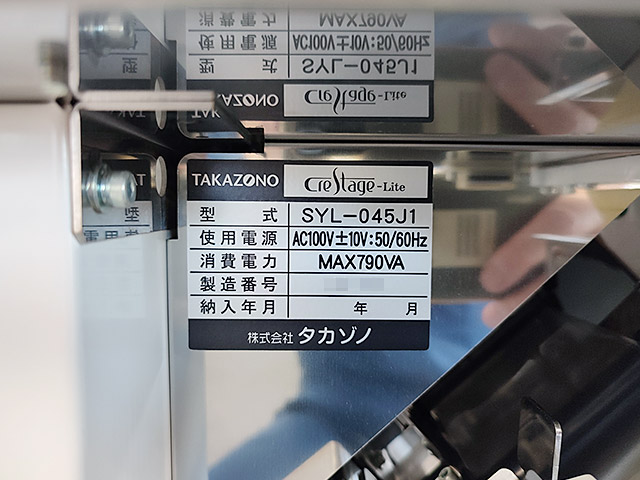 TAKAZONO CreStage-Lite
型式 SYL-045J1
使用電源 AC100V±10V:50/60Hz
消費電力 MAX790VA
製造番号
納入年月 年 月
株式会社 タカゾノ